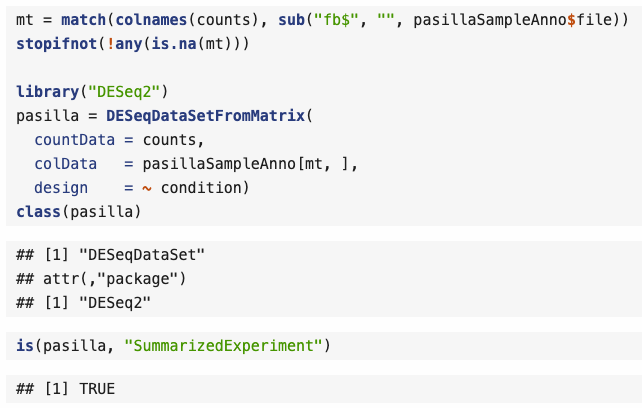 mt = match(colnames(counts), sub("fb$", "", pasillaSampleAnno$file))
stopifnot(!any(is.na(mt)))
library("DESeq2")
pasilla = DESeqDataSetFromMatrix(
  countData = counts,
  colData   = pasillaSampleAnno[mt, ],
  design    = ~ condition)
class(pasilla)
## [1] "DESeqDataSet"
## attr(,"package")
## [1] "DESeq2"
is(pasilla, "SummarizedExperiment")
## [1] TRUE